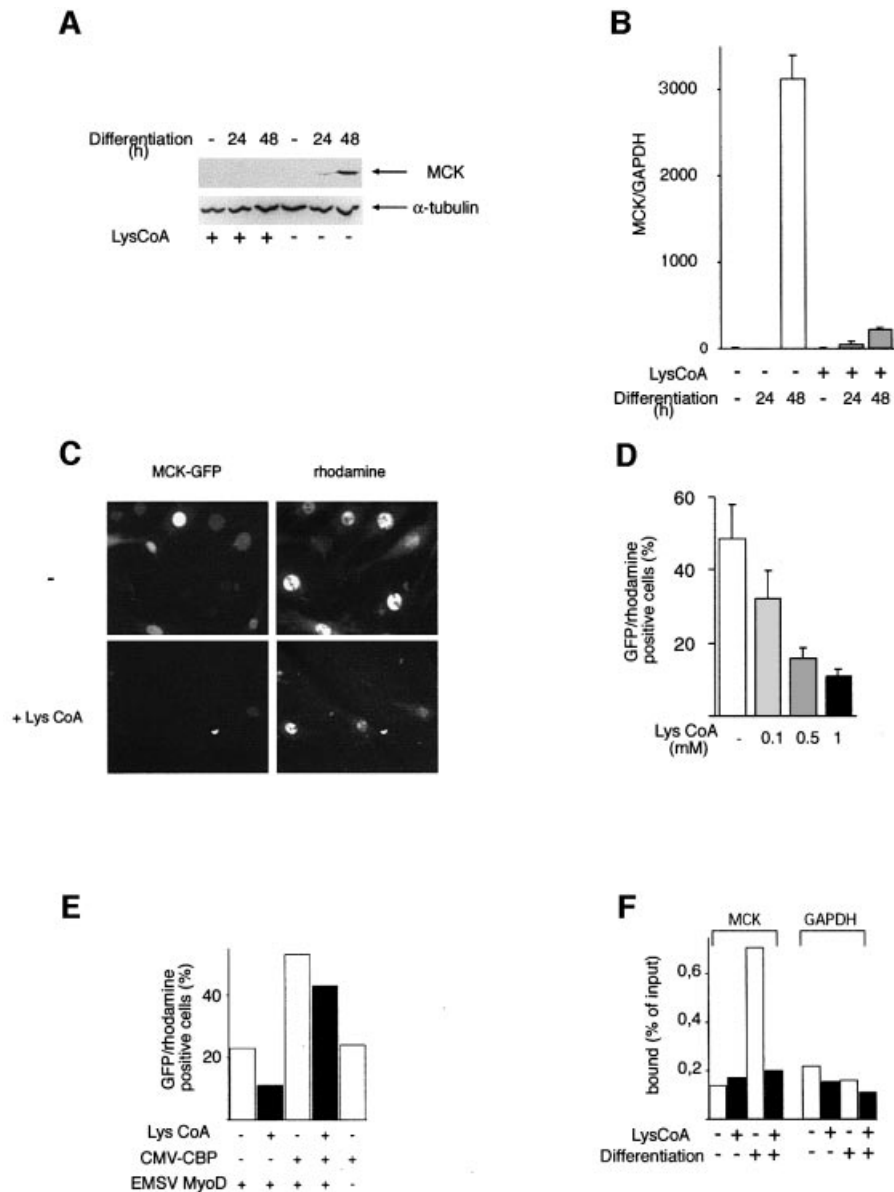 A
Differentiation - 24 48 - 24 48
(h)
MCK
α-tubulin
LysCoA + + + - - -
B
MCK/GAPDH
3000
2000
1000
0
LysCoA - - - + + +
Differentiation - 24 48 - 24 48
(h)
C
MCK-GFP rhodamine
-
+ Lys CoA
D
GFP/rhodamine
positive cells (%)
60
40
20
Lys CoA - 0.1 0.5 1
(mM)
E
GFP/rhodamine
positive cells (%)
40
20
Lys CoA - + - + -
CMV-CBP - - + + +
EMSV MyoD + + + + -
F
MCK GAPDH
bound (% of input)
0,6
0,4
0,2
LysCoA - + - + - + - +
Differentiation - - + + - - + +